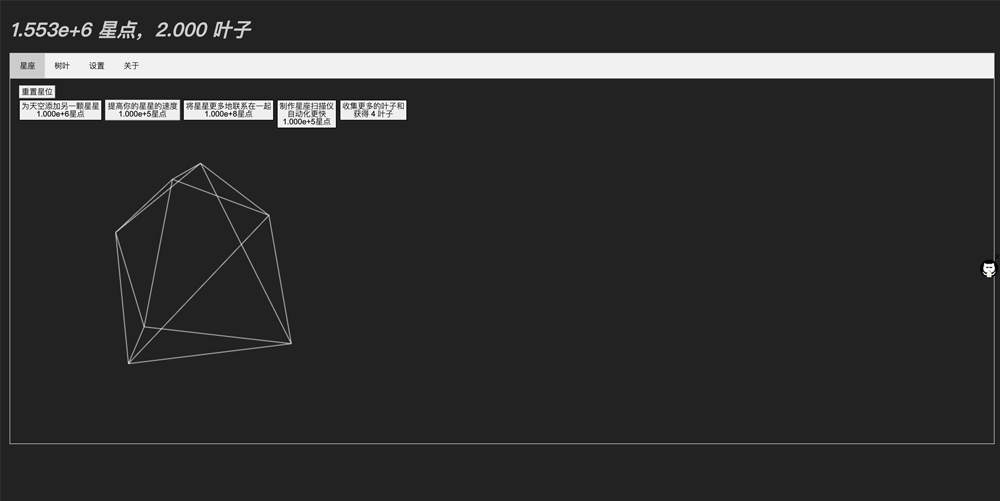 1.553e+6 星点，2.000 叶子
星座 树叶 设置 关于
重置星位
为天空添加另一颗星星
1.000e+6星点
提高你的星星的速度
1.000e+5星点
将星星更多地联系在一起
1.000e+8星点
制作星座扫描仪
自动化更快
1.000e+5星点
收集更多的叶子和
获得 4 叶子